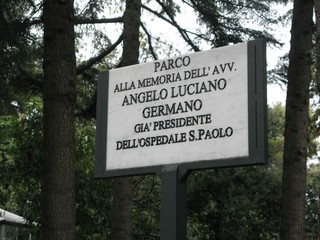 PARCO
ALLA MEMORIA DELL' AVV.
ANGELO LUCIANO
GERMANO
GIA' PRESIDENTE
DELL'OSPEDALE S.PAOLO